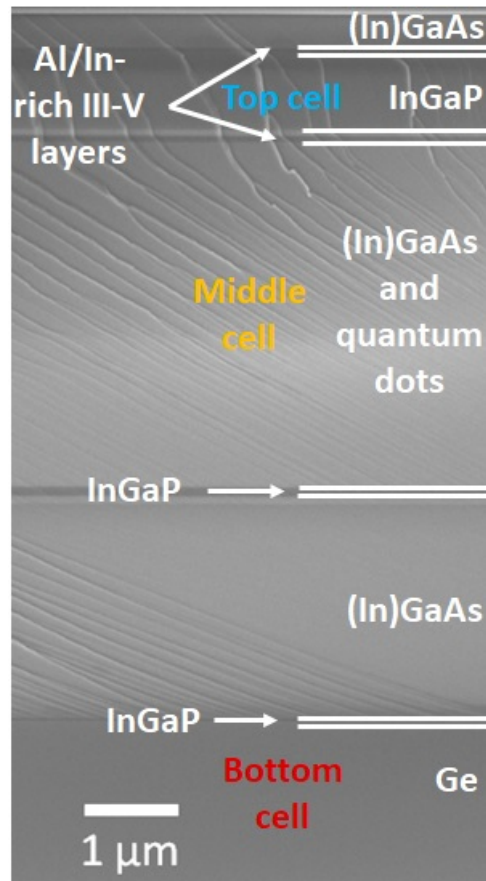 (In)GaAs
Al/In-
rich III-V
layers
Top cell
InGaP
(In)GaAs
and
quantum
dots
Middle
cell
InGaP
(In)GaAs
InGaP
Bottom
cell
Ge
1 μm